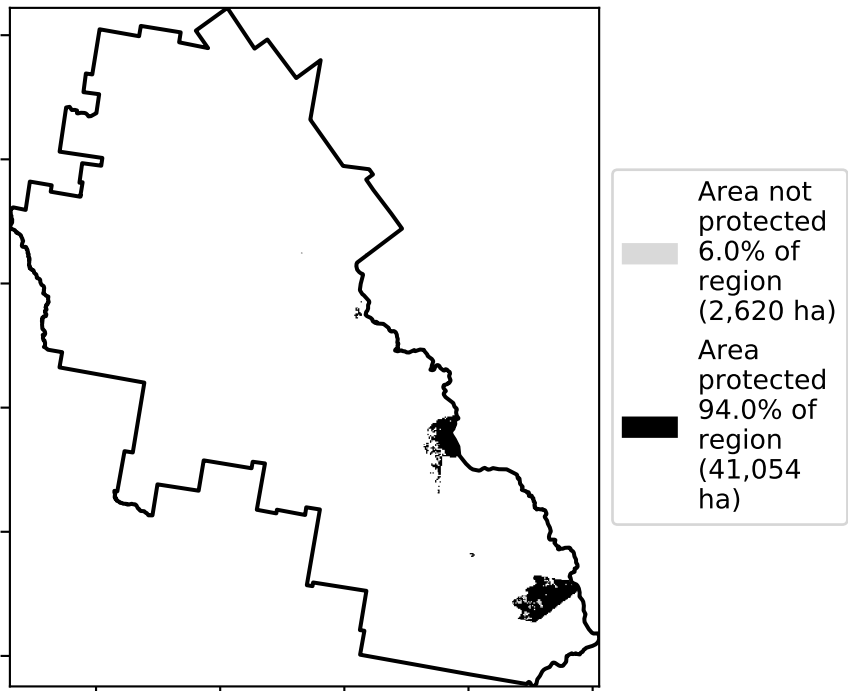 Area not
protected
6.0% of
region
(2,620 ha)
Area
protected
94.0% of
region
(41,054
ha)